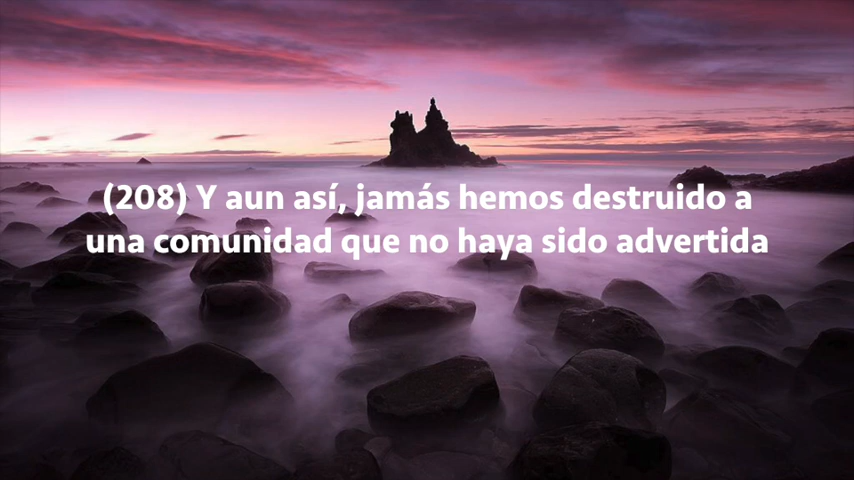 (208) Y aun así, jamás hemos destruido a
una comunidad que no haya sido advertida